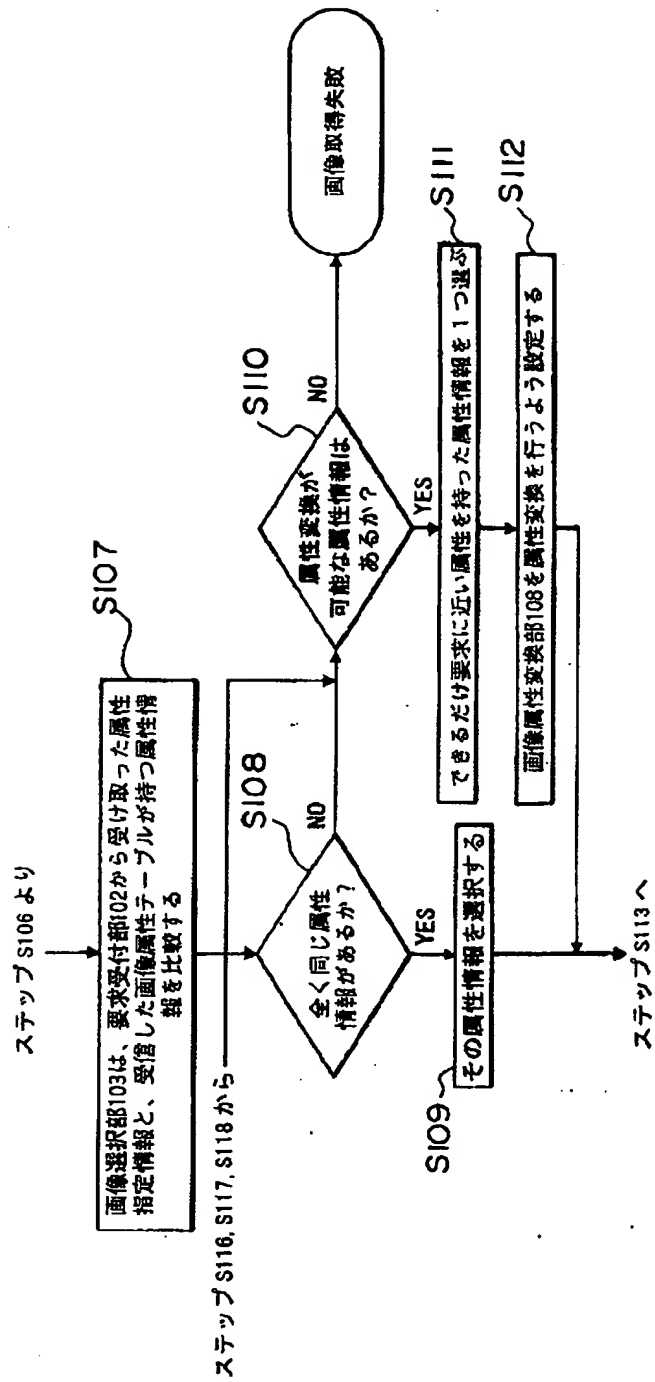 ステップS106より
S107
画像選択部103は、要求受付部102から受け取った属性
指定情報と、受信した画像属性テーブルが持つ属性情
報を比較する
ステップS116, S117, S118から
S108
全く同じ属性
情報があるか?
NO
YES
S109
その属性情報を選択する
S110
属性変換が
可能な属性情報は
あるか?
NO
YES
画像取得失敗
S111
できるだけ要求に近い属性を持った属性情報を1つ選ぶ
S112
画像属性変換部108を属性変換を行うよう設定する
ステップS113へ